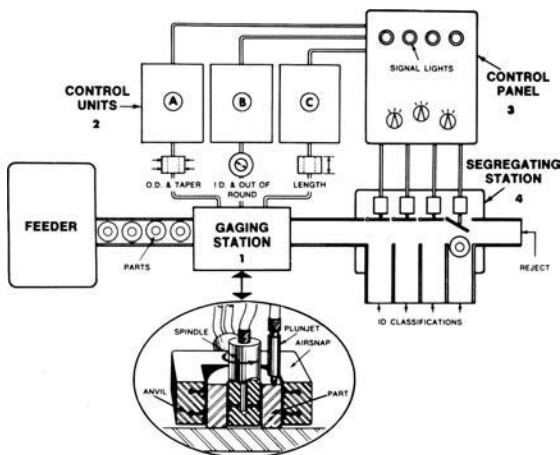 A
B
C
SIGNAL LIGHTS
CONTROL
UNITS
2
CONTROL
PANEL
3
O.D. & TAPER
I.D. & OUT OF
ROUND
LENGTH
SEGREGATING
STATION
4
FEEDER
PARTS
GAGING
STATION
1
REJECT
ID CLASSIFICATIONS
SPINDLE
PLUNJET
AIRSNAP
ANVIL
PART